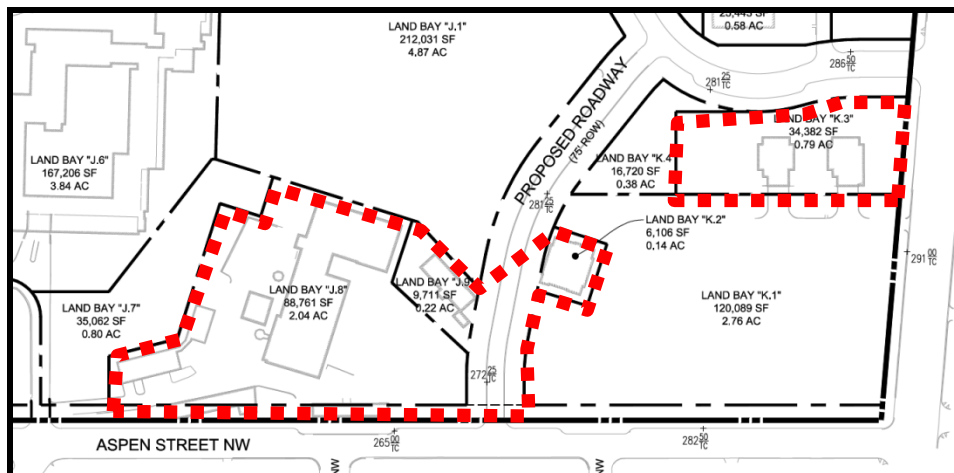 23,443 SF
0.58 AC
LAND BAY "J.1"
212,031 SF
4.87 AC
286 50 TC
281 25 TC
PROPOSED ROADWAY
(75' ROW)
LAND BAY "K.3"
34,382 SF
0.79 AC
LAND BAY "J.6"
167,206 SF
3.84 AC
LAND BAY "K.4
16,720 SF
0.38 AC
281 25 TC
LAND BAY "K.2"
6,106 SF
0.14 AC
291 00 TC
LAND BAY "J.7"
35,062 SF
0.80 AC
LAND BAY "J.8"
88,761 SF
2.04 AC
LAND BAY "J.9"
9,711 SF
0.22 AC
LAND BAY "K.1"
120,089 SF
2.76 AC
272 25 TC
ASPEN STREET NW
265 00 TC
282 50 TC
NW
NW